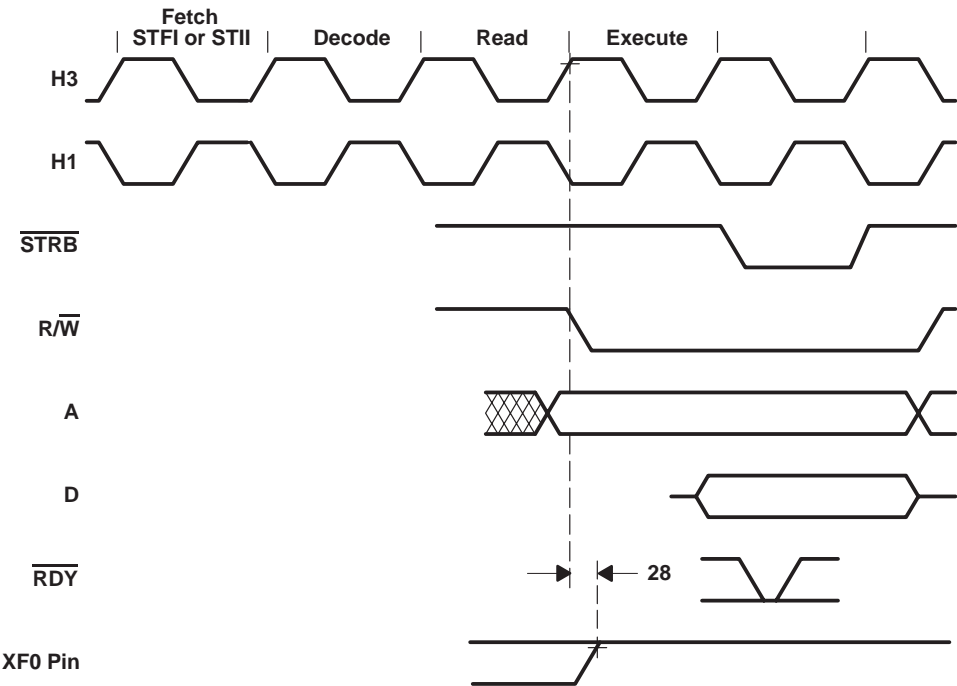 Fetch
STFI or STII
Decode
Read
Execute
H3
H1
STRB
R/W
A
D
RDY
28
XF0 Pin